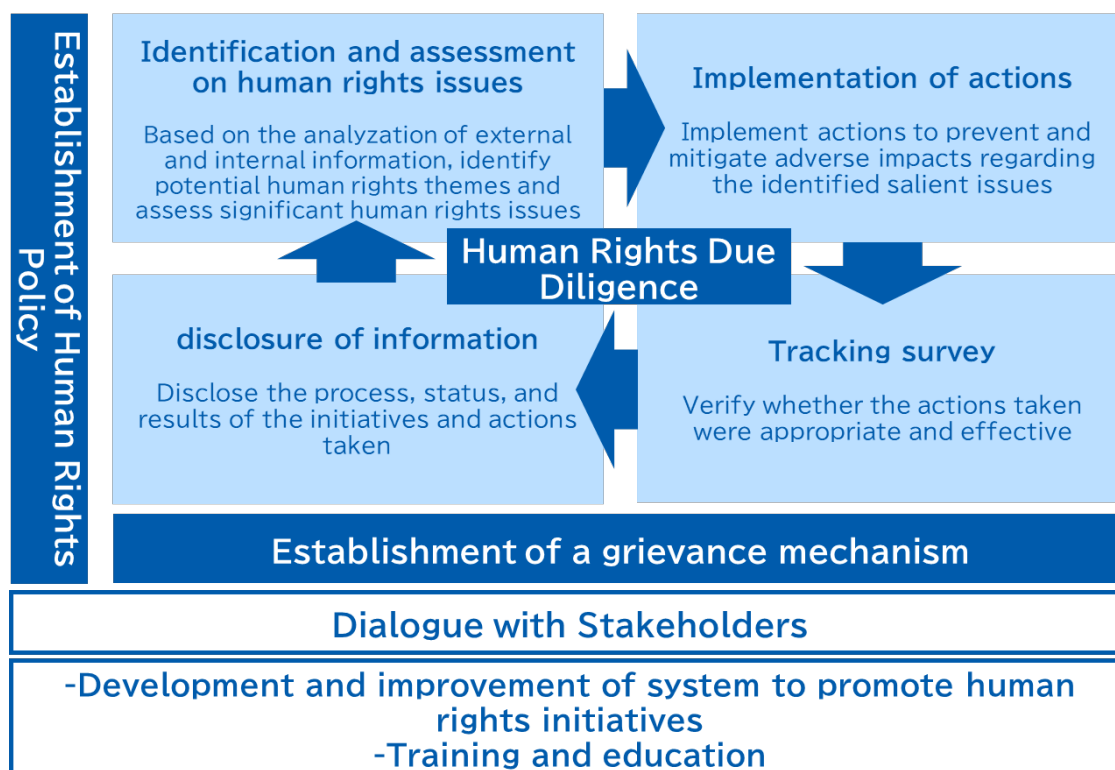 Establishment of Human Rights
Policy
Identification and assessment
on human rights issues
Based on the analyzation of external
and internal information, identify
potential human rights themes and
assess significant human rights issues
Implementation of actions
Implement actions to prevent and
mitigate adverse impacts regarding
the identified salient issues
Human Rights Due
Diligence
disclosure of information
Disclose the process, status, and
results of the initiatives and actions
taken
Tracking survey
Verify whether the actions taken
were appropriate and effective
Establishment of a grievance mechanism
Dialogue with Stakeholders
-Development and improvement of system to promote human
rights initiatives
-Training and education